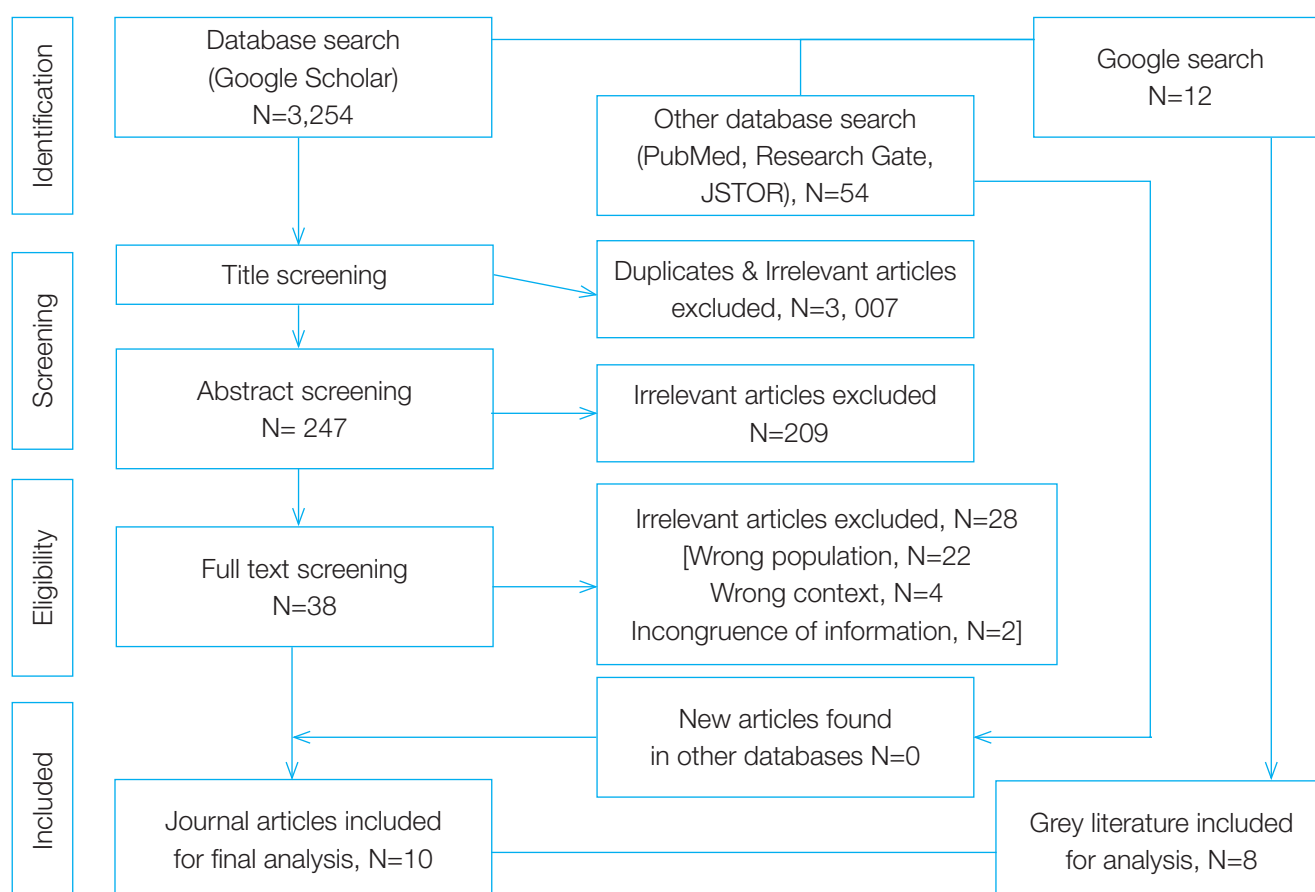 Identification
Database search
(Google Scholar)
N=3,254
Google search
N=12
Other database search
(PubMed, Research Gate,
JSTOR), N=54
Screening
Title screening
Duplicates & Irrelevant articles
excluded, N=3, 007
Abstract screening
N= 247
Irrelevant articles excluded
N=209
Eligibility
Full text screening
N=38
Irrelevant articles excluded, N=28
[Wrong population, N=22
Wrong context, N=4
Incongruence of information, N=2]
Included
New articles found
in other databases N=0
Journal articles included
for final analysis, N=10
Grey literature included
for analysis, N=8